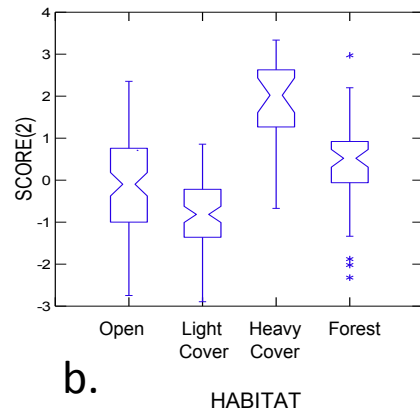 4
3
2
1
0
-1
-2
-3
SCORE(2)
Open
Light
Cover
Heavy
Cover
Forest
b.
HABITAT